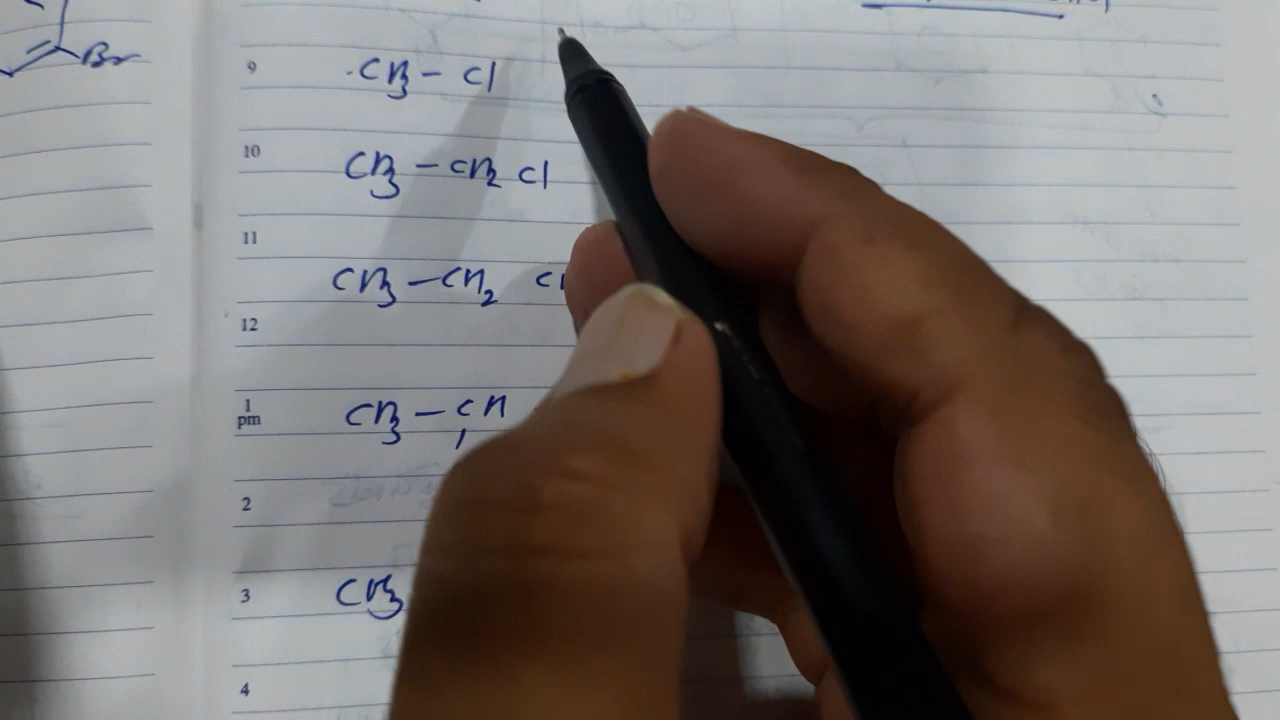 Br
9 CH3 - Cl
10 CH3 - CH2 Cl
11
CH3 - CH2
12
1 CH3 - CH
pm
2
3 CH3
4